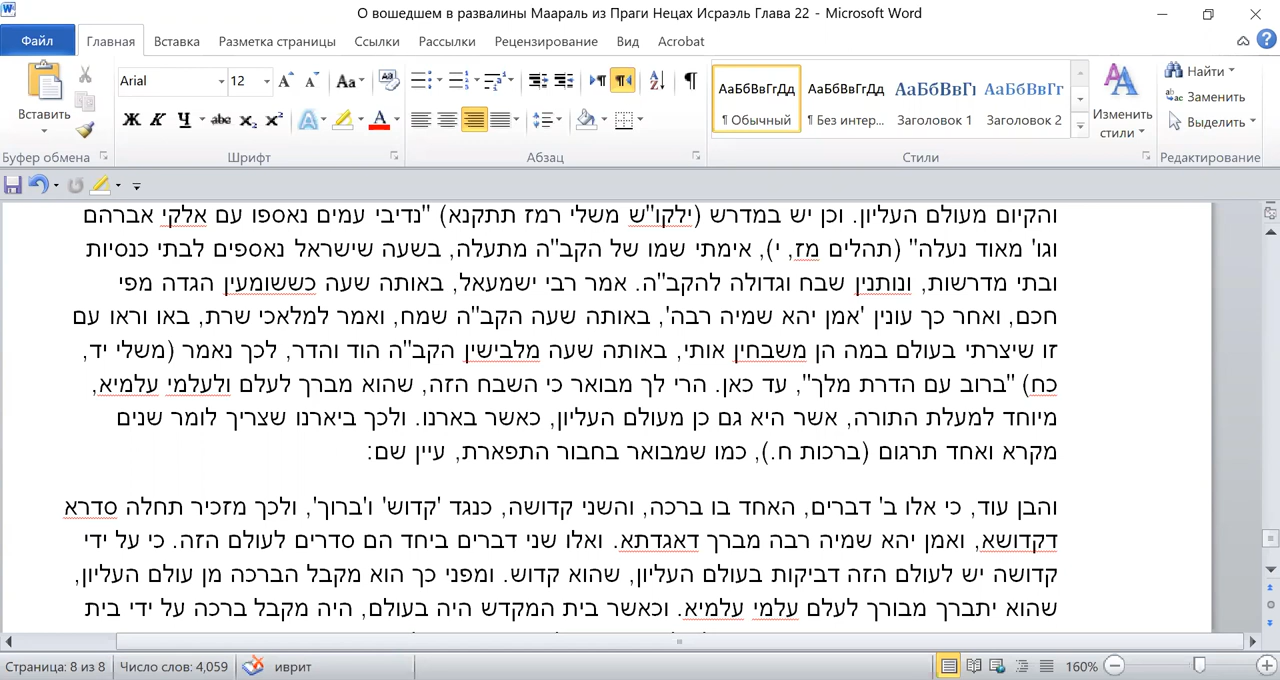 О вошедшем в развалины Маараль из Праги Нецах Исраэль Глава 22 - Microsoft Word
Файл Главная Вставка Разметка страницы Ссылки Рассылки Рецензирование Вид Acrobat
Вставить
Буфер обмена
Arial 12
Ж К Ч abc x₂ x²
Шрифт
Абзац
АаБбВвГгДд АаБбВвГгДд АаБбВвГг АаБбВвГг
¶ Обычный ¶ Без интер... Заголовок 1 Заголовок 2
Изменить стили
Стили
Найти
Заменить
Выделить
Редактирование
והקיום מעולם העליון. וכן יש במדרש (ילקו"ש משלי רמז תתקנא) "נדיבי עמים נאספו עם אלקי אברהם
וגו' מאוד נעלה" (תהלים מז, י), אימתי שמו של הקב"ה מתעלה, בשעה שישראל נאספים לבתי כנסיות
ובתי מדרשות, ונותנין שבח וגדולה להקב"ה. אמר רבי ישמעאל, באותה שעה כששומעין הגדה מפי
חכם, ואחר כך עונין 'אמן יהא שמיה רבה', באותה שעה הקב"ה שמח, ואמר למלאכי שרת, באו וראו עם
זו שיצרתי בעולם במה הן משבחין אותי, באותה שעה מלבישין הקב"ה הוד והדר, לכך נאמר (משלי יד,
כח) "ברוב עם הדרת מלך", עד כאן. הרי לך מבואר כי השבח הזה, שהוא מברך לעלם ולעלמי עלמיא,
מיוחד למעלת התורה, אשר היא גם כן מעולם העליון, כאשר בארנו. ולכך ביארנו שצריך לומר שנים
מקרא ואחד תרגום (ברכות ח.), כמו שמבואר בחבור התפארת, עיין שם:
והבן עוד, כי אלו ב' דברים, האחד בו ברכה, והשני קדושה, כנגד 'קדוש' ו'ברוך', ולכך מזכיר תחלה סדרא
דקדושא, ואמן יהא שמיה רבה מברך דאגדתא. ואלו שני דברים ביחד הם סדרים לעולם הזה. כי על ידי
קדושה יש לעולם הזה דביקות בעולם העליון, שהוא קדוש. ומפני כך הוא מקבל הברכה מן עולם העליון,
שהוא יתברך מבורך לעלם עלמי עלמיא. וכאשר בית המקדש היה בעולם, היה מקבל ברכה על ידי בית
Страница: 8 из 8 Число слов: 4,059 иврит 160%